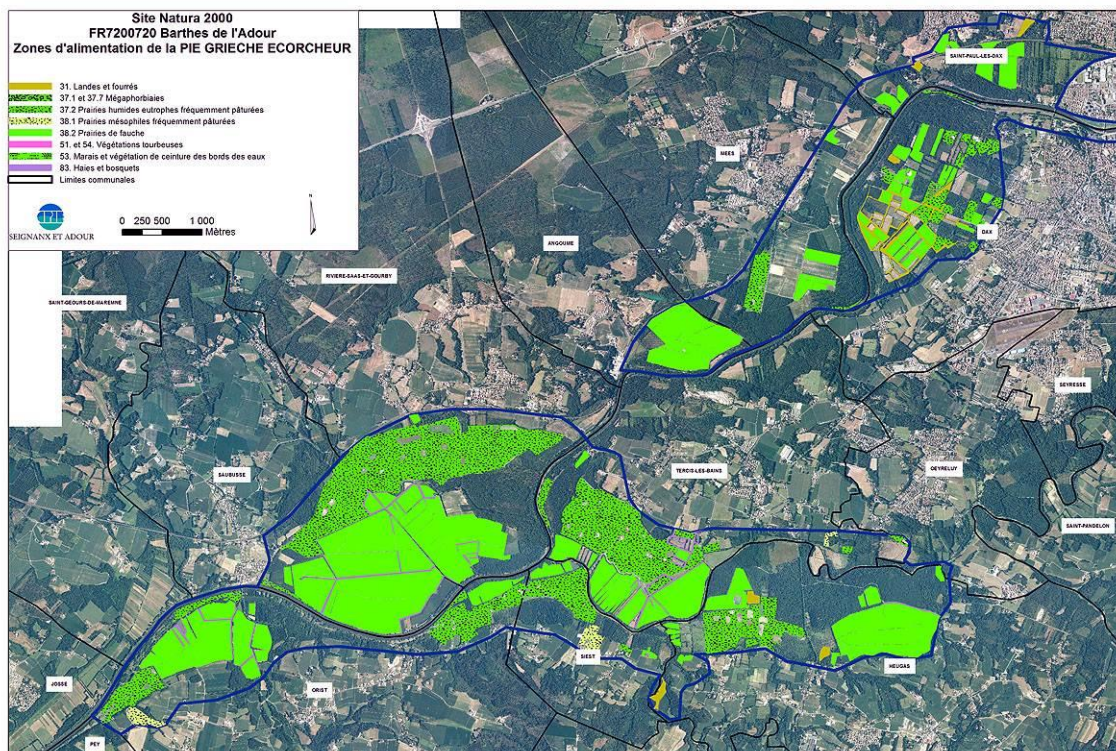 Site Natura 2000
FR7200720 Barthes de l'Adour
Zones d'alimentation de la PIE GRIECHE ECORCHEUR
31. Landes et fourrés
37.1 et 37.7 Mégaphorbiaies
37.2 Prairies humides eutrophes fréquemment pâturées
38.1 Prairies mésophiles fréquemment pâturées
38.2 Prairies de fauche
51. et 54. Végétations tourbeuses
53. Marais et végétation de ceinture des bords des eaux
83. Haies et bosquets
Limites communales
CPIE
SEIGNANX ET ADOUR
0 250 500 1 000
Mètres
N
SAINT-PAUL-LES-DAX
MEES
DAX
ANGOUME
RIVIERE-SAAS-ET-GOURBY
SAINT-GEOURS-DE-MAREMNE
SEYRESSE
SAUBUSSE
TERCIS-LES-BAINS
OEYRELUY
SAINT-PANDELON
SIEST
HEUGAS
JOSSE
ORIST
PEY